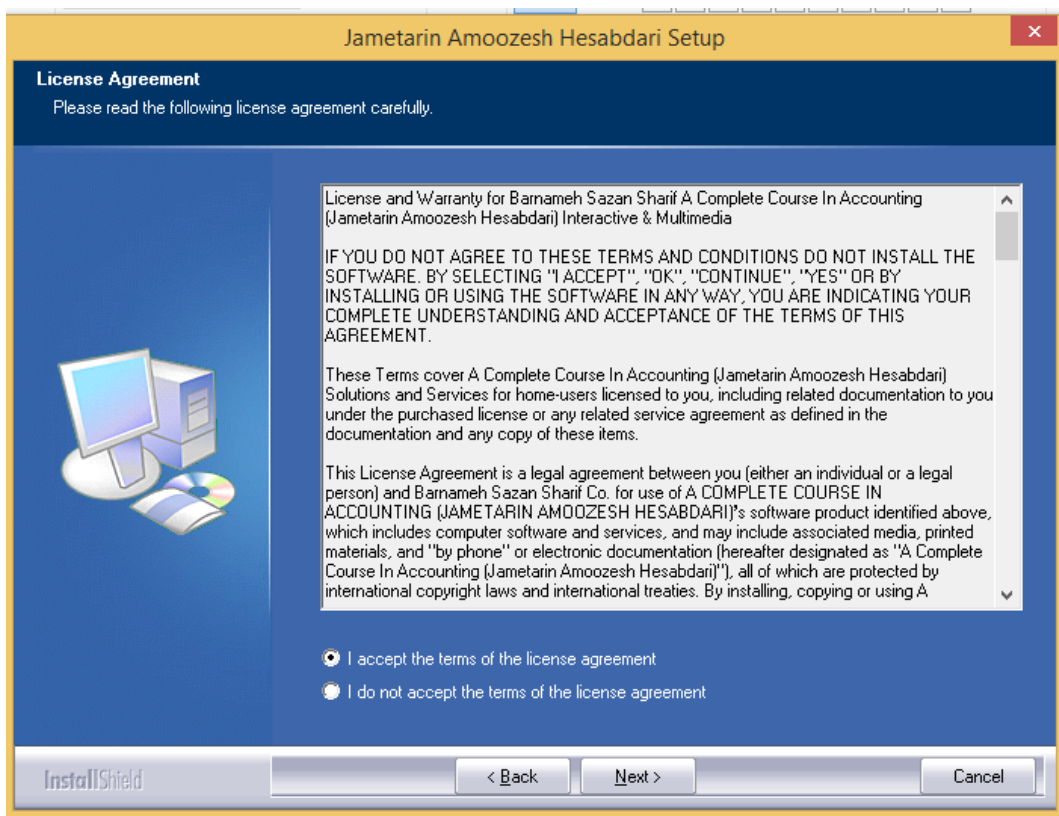 Jametarin Amoozesh Hesabdari Setup
License Agreement
Please read the following license agreement carefully.
License and Warranty for Barnameh Sazan Sharif A Complete Course In Accounting
(Jametarin Amoozesh Hesabdari) Interactive & Multimedia
IF YOU DO NOT AGREE TO THESE TERMS AND CONDITIONS DO NOT INSTALL THE
SOFTWARE. BY SELECTING "I ACCEPT", "OK", "CONTINUE", "YES" OR BY
INSTALLING OR USING THE SOFTWARE IN ANY WAY, YOU ARE INDICATING YOUR
COMPLETE UNDERSTANDING AND ACCEPTANCE OF THE TERMS OF THIS
AGREEMENT.
These Terms cover A Complete Course In Accounting (Jametarin Amoozesh Hesabdari)
Solutions and Services for home-users licensed to you, including related documentation to you
under the purchased license or any related service agreement as defined in the
documentation and any copy of these items.
This License Agreement is a legal agreement between you (either an individual or a legal
person) and Barnameh Sazan Sharif Co. for use of A COMPLETE COURSE IN
ACCOUNTING (JAMETARIN AMOOZESH HESABDARI)'s software product identified above,
which includes computer software and services, and may include associated media, printed
materials, and "by phone" or electronic documentation (hereafter designated as "A Complete
Course In Accounting (Jametarin Amoozesh Hesabdari)"), all of which are protected by
international copyright laws and international treaties. By installing, copying or using A
I accept the terms of the license agreement
I do not accept the terms of the license agreement
InstallShield
< Back
Next >
Cancel